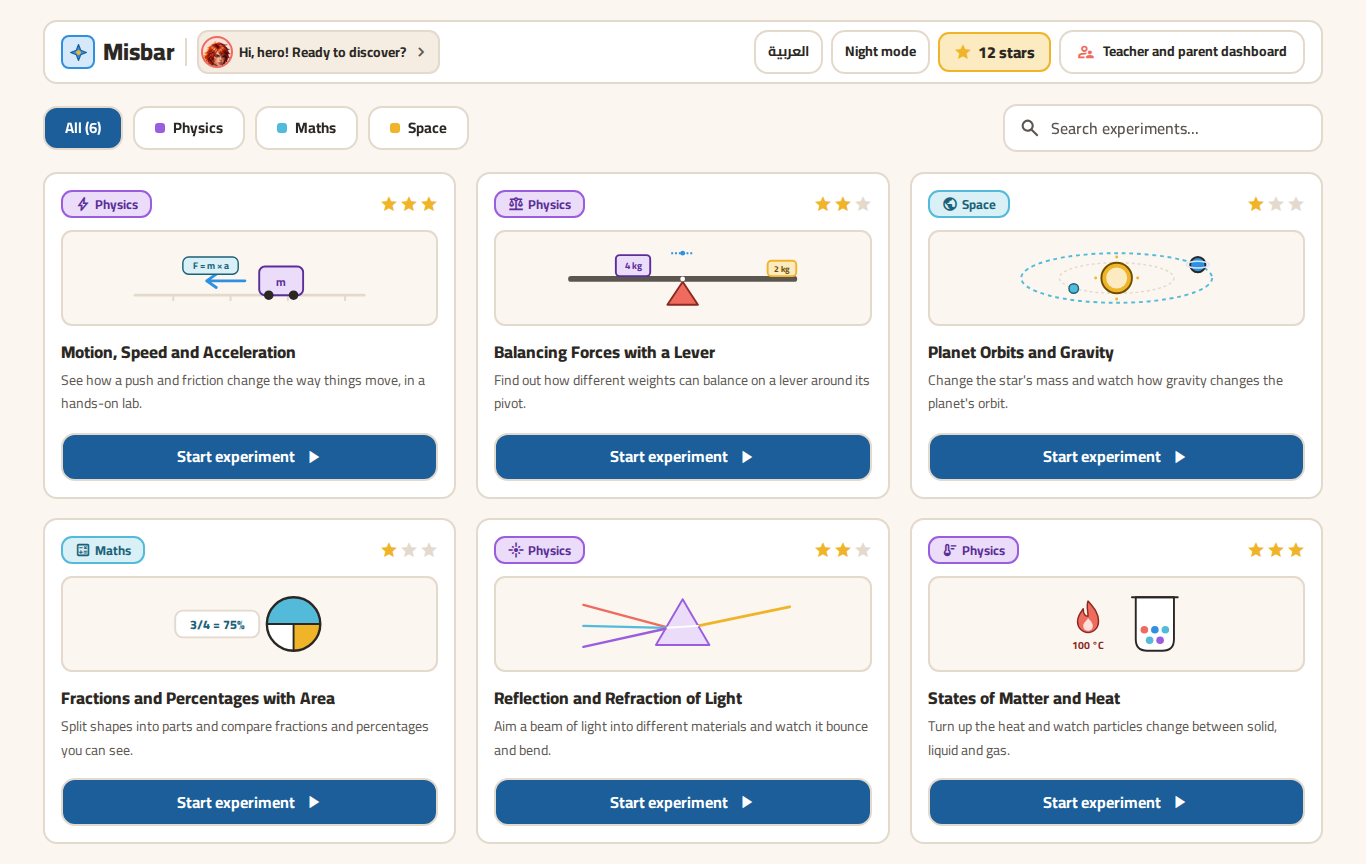 Misbar
Hi, hero! Ready to discover?
العربية
Night mode
12 stars
Teacher and parent dashboard
All (6)
Physics
Maths
Space
Search experiments...
Physics
F = m × a
m
Motion, Speed and Acceleration
See how a push and friction change the way things move, in a
hands-on lab.
Start experiment
Physics
4 kg
2 kg
Balancing Forces with a Lever
Find out how different weights can balance on a lever around its
pivot.
Start experiment
Space
Planet Orbits and Gravity
Change the star's mass and watch how gravity changes the
planet's orbit.
Start experiment
Maths
3/4 = 75%
Fractions and Percentages with Area
Split shapes into parts and compare fractions and percentages
you can see.
Start experiment
Physics
Reflection and Refraction of Light
Aim a beam of light into different materials and watch it bounce
and bend.
Start experiment
Physics
100 °C
States of Matter and Heat
Turn up the heat and watch particles change between solid,
liquid and gas.
Start experiment